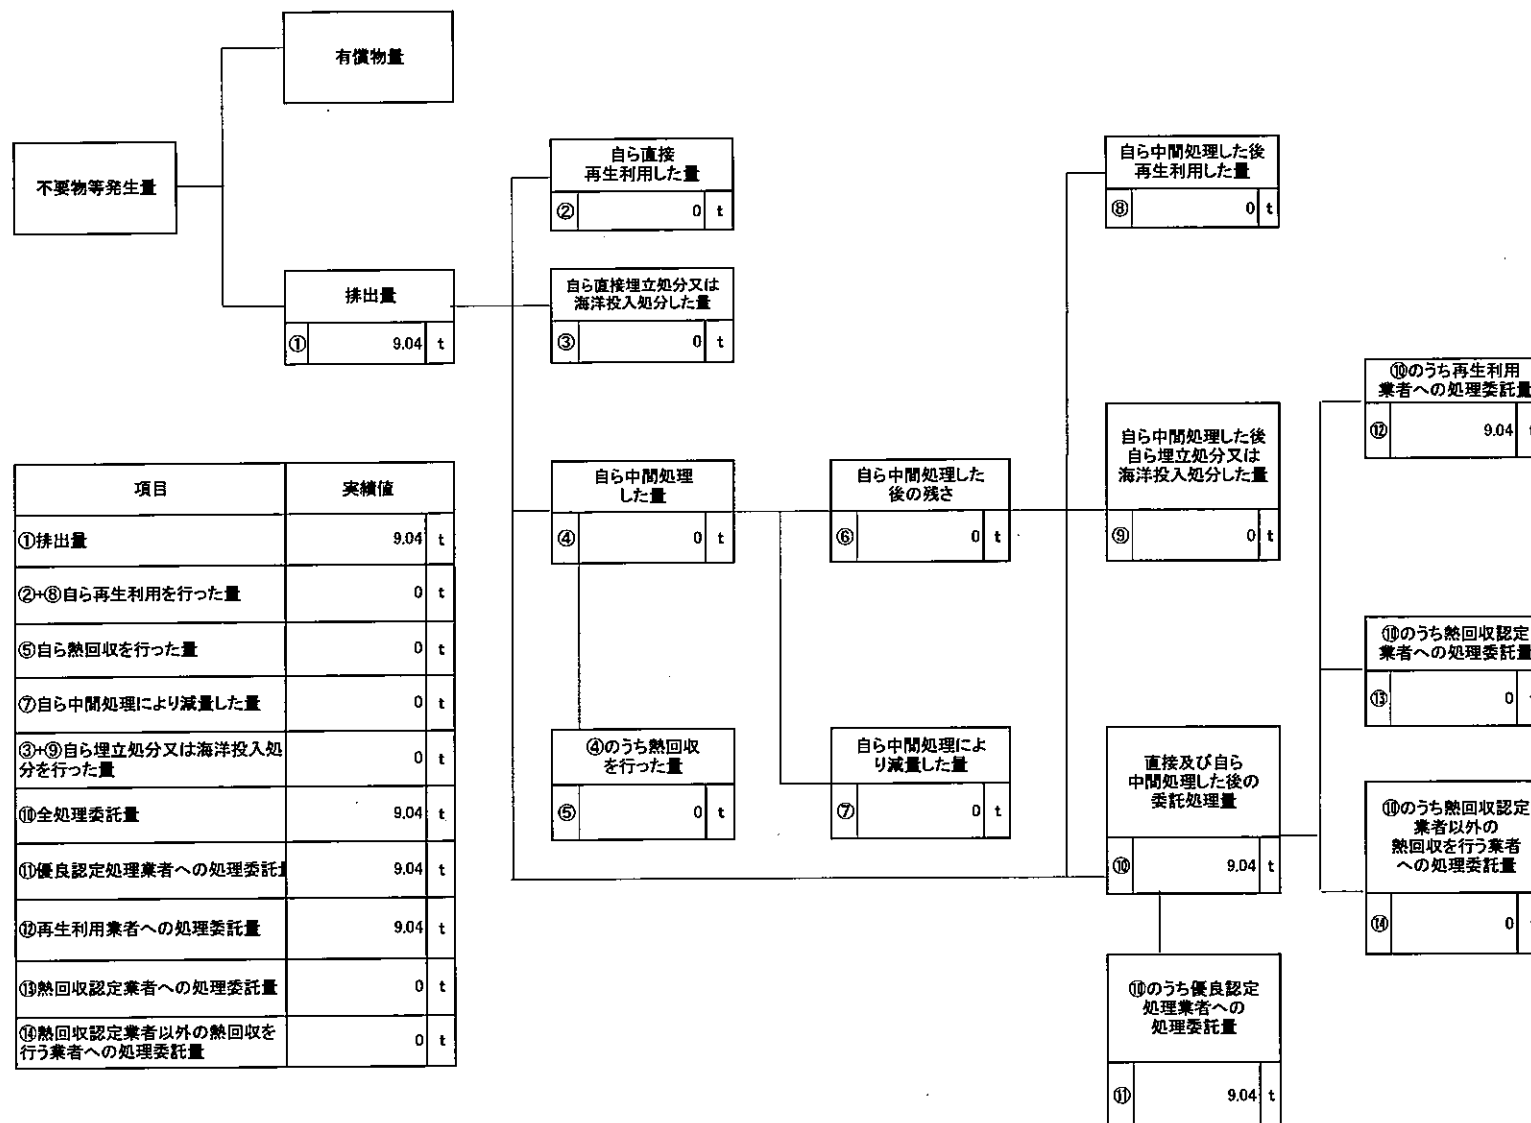 有償物量
不要物等発生量
排出量
① 9.04 t
自ら直接
再生利用した量
② 0 t
自ら直接埋立処分又は
海洋投入処分した量
③ 0 t
自ら中間処理
した量
④ 0 t
④のうち熱回収
を行った量
⑤ 0 t
自ら中間処理した
後の残さ
⑥ 0 t
自ら中間処理によ
り減量した量
⑦ 0 t
自ら中間処理した後
再生利用した量
⑧ 0 t
自ら中間処理した後
自ら埋立処分又は
海洋投入処分した量
⑨ 0 t
直接及び自ら
中間処理した後の
委託処理量
⑩ 9.04 t
⑩のうち優良認定
処理業者への
処理委託量
⑪ 9.04 t
⑩のうち再生利用
業者への処理委託量
⑫ 9.04
⑩のうち熱回収認定
業者への処理委託量
⑬ 0
⑩のうち熱回収認定
業者以外の
熱回収を行う業者
への処理委託量
⑭ 0
項目 実績値
①排出量 9.04 t
②+⑧自ら再生利用を行った量 0 t
⑤自ら熱回収を行った量 0 t
⑦自ら中間処理により減量した量 0 t
③+⑨自ら埋立処分又は海洋投入処
分を行った量 0 t
⑩全処理委託量 9.04 t
⑪優良認定処理業者への処理委託量 9.04 t
⑫再生利用業者への処理委託量 9.04 t
⑬熱回収認定業者への処理委託量 0 t
⑭熱回収認定業者以外の熱回収を
行う業者への処理委託量 0 t